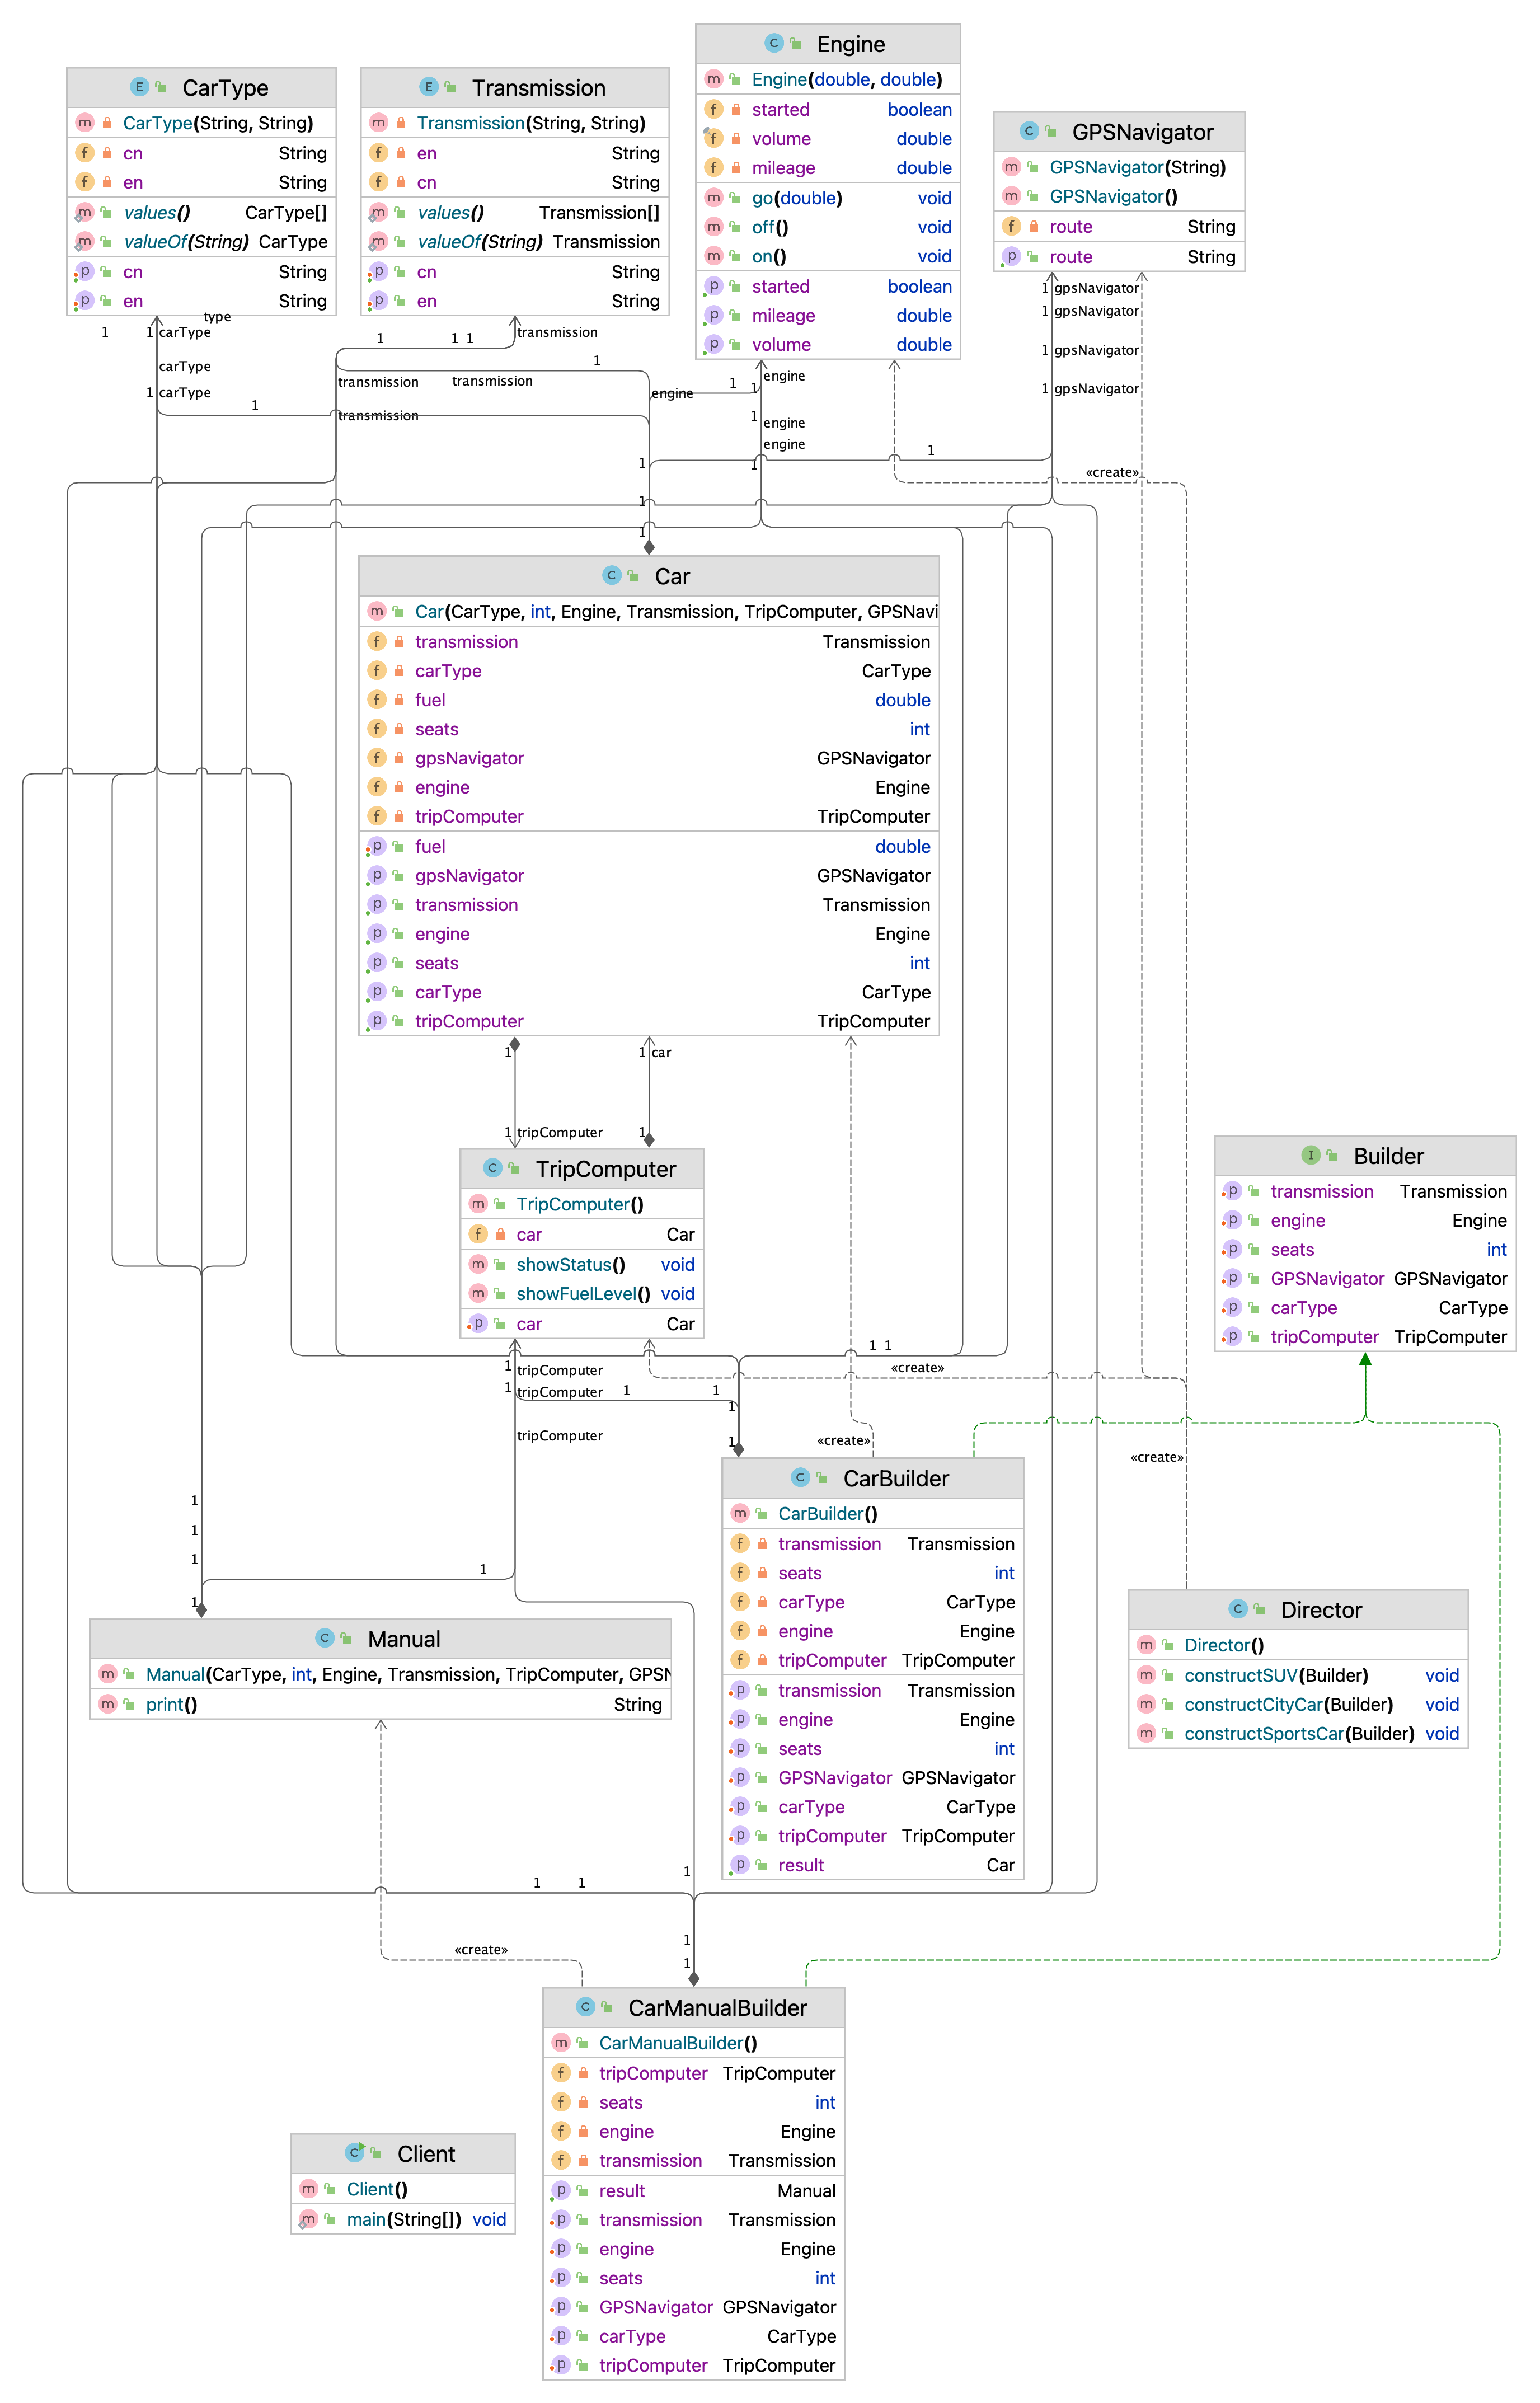 Engine
Engine(double, double)
started boolean
volume double
mileage double
go(double) void
off() void
on() void
started boolean
mileage double
volume double
CarType
CarType(String, String)
cn String
en String
values() CarType[]
valueOf(String) CarType
cn String
en String
Transmission
Transmission(String, String)
en String
cn String
values() Transmission[]
valueOf(String) Transmission
cn String
en String
GPSNavigator
GPSNavigator(String)
GPSNavigator()
route String
route String
type
1
1 carType
carType
1 carType
1
1
1 1
transmission
transmission
transmission
1
transmission
engine
1
engine
1
1
engine
engine
1
1 gpsNavigator
1 gpsNavigator
1 gpsNavigator
1 gpsNavigator
1
«create»
1
1
1
Car
Car(CarType, int, Engine, Transmission, TripComputer, GPSNavi
transmission Transmission
carType CarType
fuel double
seats int
gpsNavigator GPSNavigator
engine Engine
tripComputer TripComputer
fuel double
gpsNavigator GPSNavigator
transmission Transmission
engine Engine
seats int
carType CarType
tripComputer TripComputer
1
1 car
1 tripComputer
1
TripComputer
TripComputer()
car Car
showStatus() void
showFuelLevel() void
car Car
Builder
transmission Transmission
engine Engine
seats int
GPSNavigator GPSNavigator
carType CarType
tripComputer TripComputer
1 1
1 tripComputer
«create»
1 tripComputer
1
1
1
tripComputer
1
«create»
«create»
CarBuilder
CarBuilder()
transmission Transmission
seats int
carType CarType
engine Engine
tripComputer TripComputer
transmission Transmission
engine Engine
seats int
GPSNavigator GPSNavigator
carType CarType
tripComputer TripComputer
result Car
1
1
1
1
1
Manual
Manual(CarType, int, Engine, Transmission, TripComputer, GPSN
print() String
Director
Director()
constructSUV(Builder) void
constructCityCar(Builder) void
constructSportsCar(Builder) void
1
1
1
1
1
«create»
CarManualBuilder
CarManualBuilder()
tripComputer TripComputer
seats int
engine Engine
transmission Transmission
result Manual
transmission Transmission
engine Engine
seats int
GPSNavigator GPSNavigator
carType CarType
tripComputer TripComputer
Client
Client()
main(String[]) void